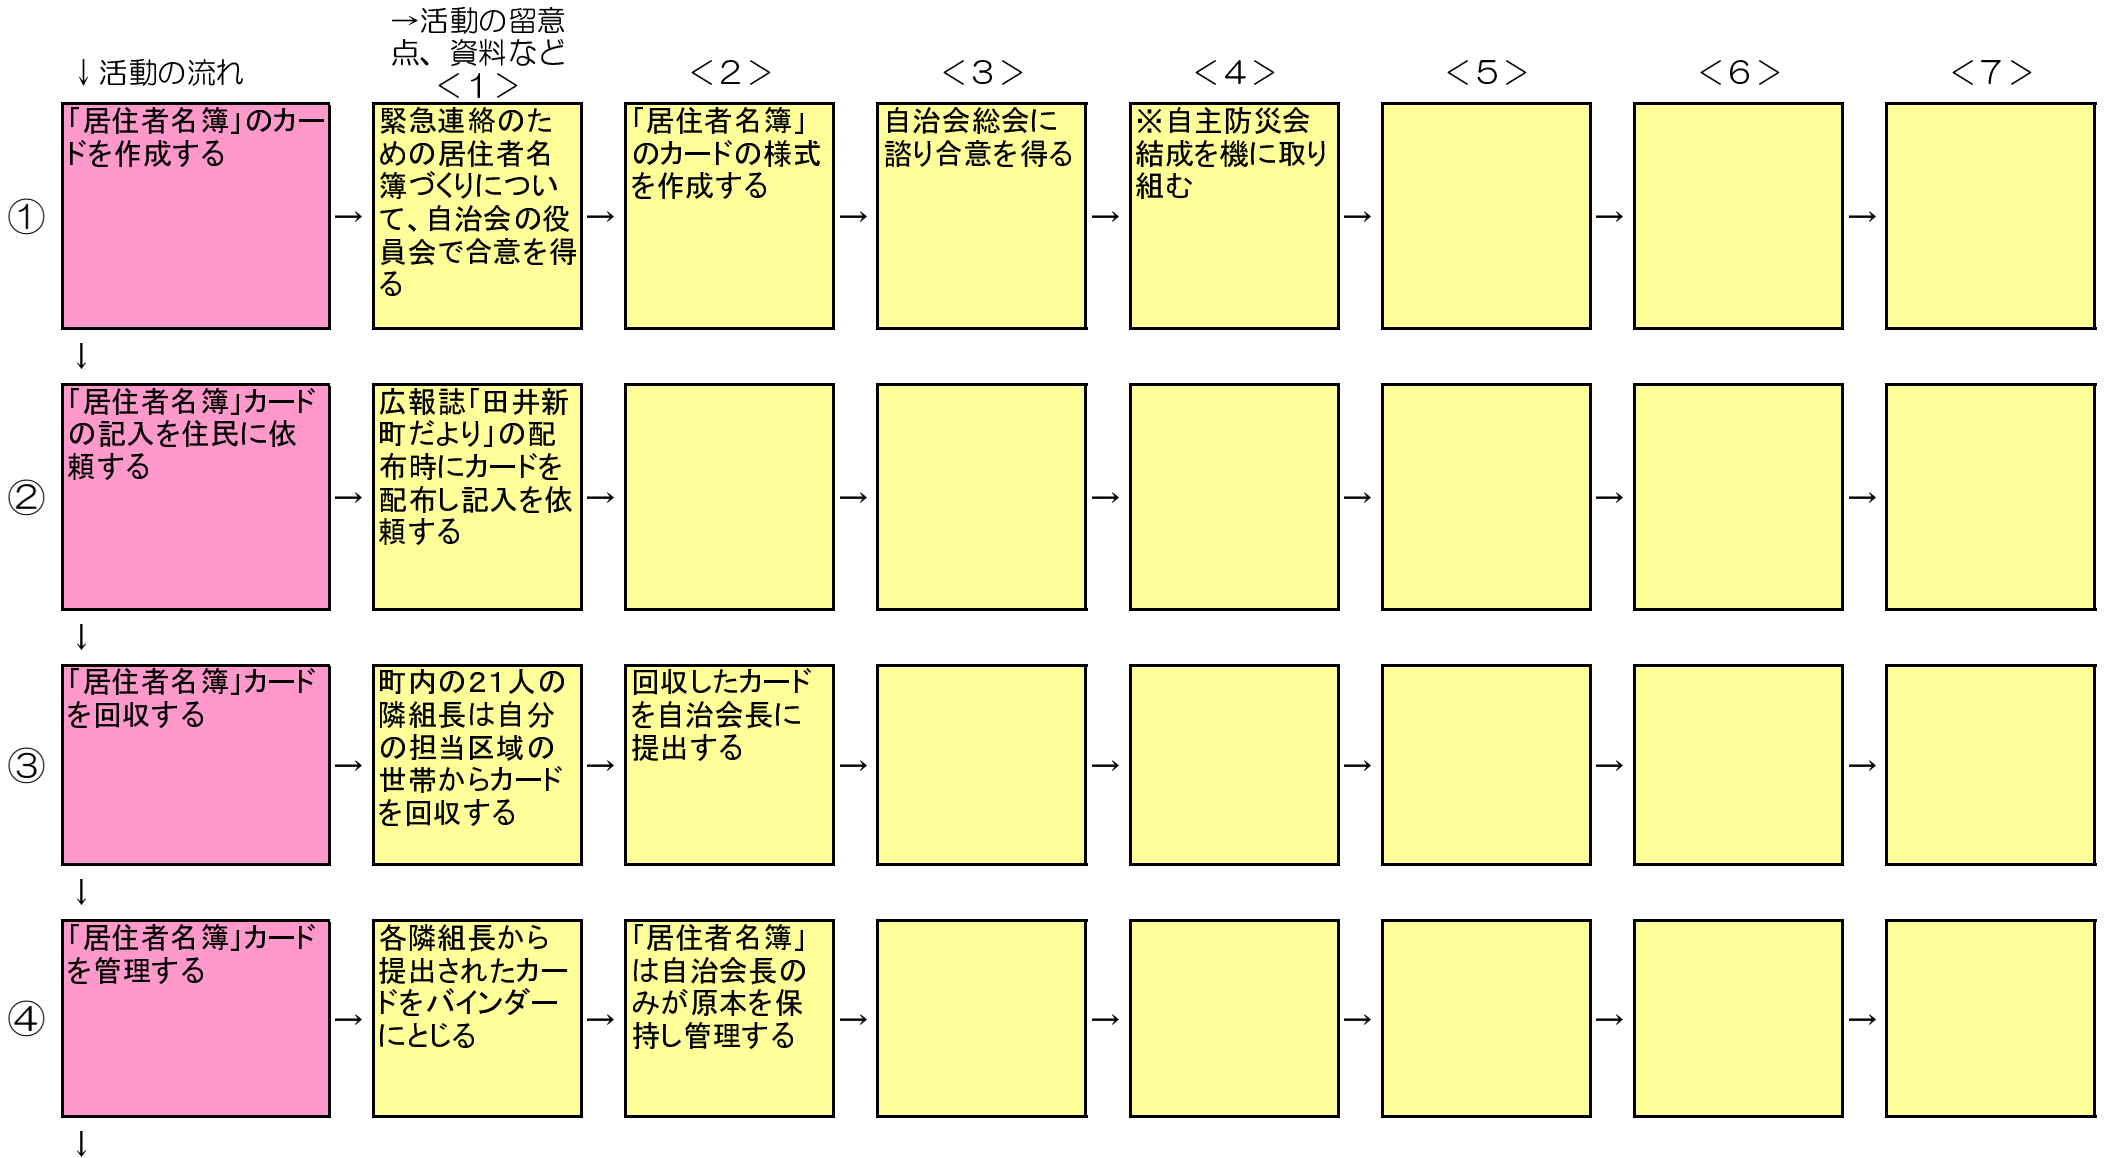 ↓活動の流れ
→活動の留意
点、資料など
＜１＞
＜２＞
＜３＞
＜４＞
＜５＞
＜６＞
＜７＞
①
「居住者名簿」のカー
ドを作成する
→
緊急連絡のた
めの居住者名
簿づくりについ
て、自治会の役
員会で合意を得
る
→
「居住者名簿」
のカードの様式
を作成する
→
自治会総会に
諮り合意を得る
→
※自主防災会
結成を機に取り
組む
→
→
→
↓
②
「居住者名簿」カード
の記入を住民に依
頼する
→
広報誌「田井新
町だより」の配
布時にカードを
配布し記入を依
頼する
→
→
→
→
→
→
↓
③
「居住者名簿」カード
を回収する
→
町内の２１人の
隣組長は自分
の担当区域の
世帯からカード
を回収する
→
回収したカード
を自治会長に
提出する
→
→
→
→
→
↓
④
「居住者名簿」カード
を管理する
→
各隣組長から
提出されたカー
ドをバインダー
にとじる
→
「居住者名簿」
は自治会長の
みが原本を保
持し管理する
→
→
→
→
→
↓